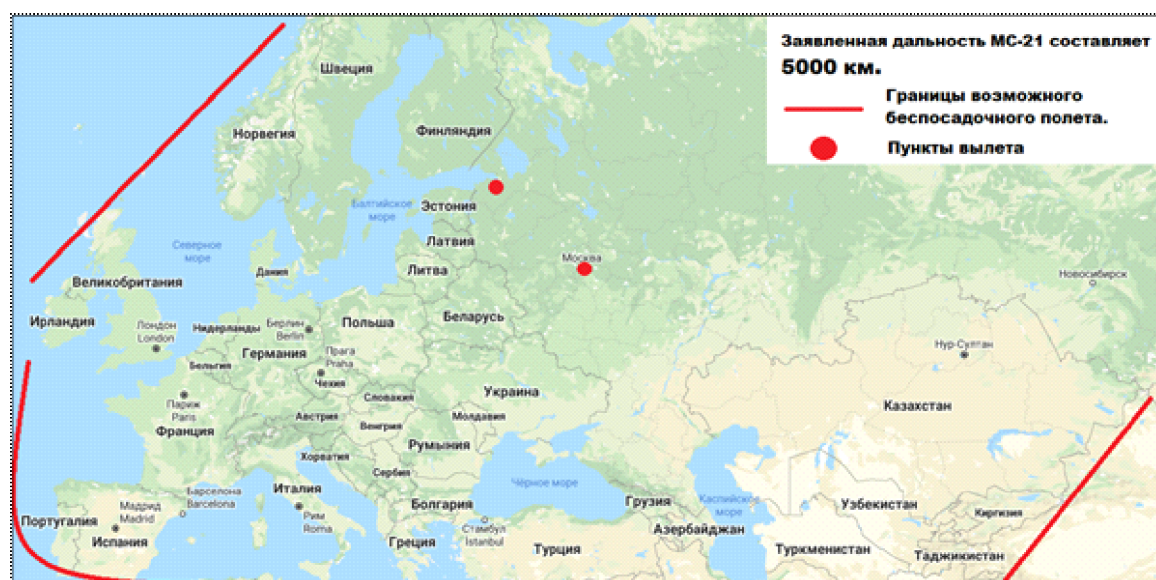 Заявленная дальность МС-21 составляет
5000 км.
Границы возможного
беспосадочного полета.
Пункты вылета
Швеция
Норвегия
Финляндия
Эстония
Балтийское
море
Латвия
Северное
море
Москва
Литва
Дания
Новосибирск
Великобритания
Ирландия
Беларусь
Лондон
London
Нидерланды
Берлин
Berlin
Польша
Нур-Султан
Германия
Бельгия
Прага
Praha
Чехия
Словакия
Украина
Париж
Paris
Казахстан
Австрия
Молдавия
Венгрия
Франция
Румыния
Хорватия
Сербия
Чёрное море
Барселона
Barcelona
Италия
Мадрид
Madrid
Болгария
Грузия
Каспийское
море
Узбекистан
Киргизия
Португалия
Рим
Roma
Стамбул
Istanbul
Азербайджан
Испания
Греция
Турция
Туркменистан
Таджикистан